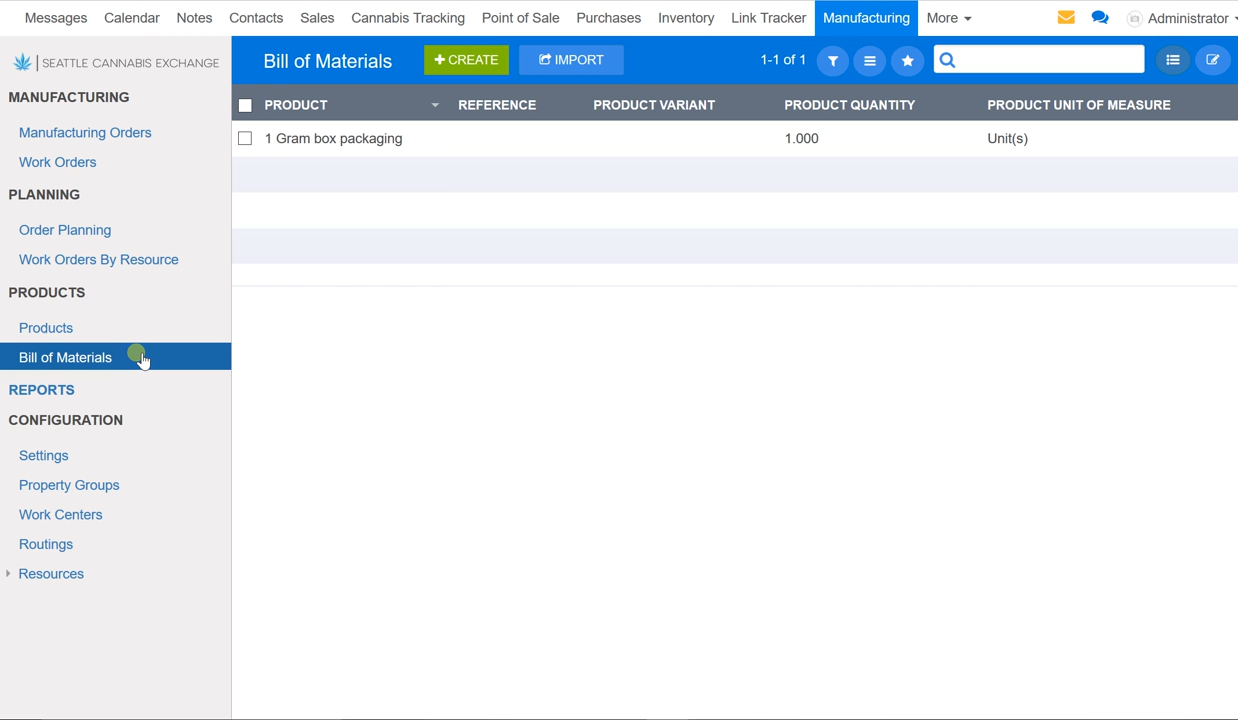 Messages Calendar Notes Contacts Sales Cannabis Tracking Point of Sale Purchases Inventory Link Tracker Manufacturing More Administrator
SEATTLE CANNABIS EXCHANGE
Bill of Materials CREATE IMPORT 1-1 of 1
MANUFACTURING
Manufacturing Orders
Work Orders
PLANNING
Order Planning
Work Orders By Resource
PRODUCTS
Products
Bill of Materials
REPORTS
CONFIGURATION
Settings
Property Groups
Work Centers
Routings
Resources
PRODUCT REFERENCE PRODUCT VARIANT PRODUCT QUANTITY PRODUCT UNIT OF MEASURE
1 Gram box packaging 1.000 Unit(s)